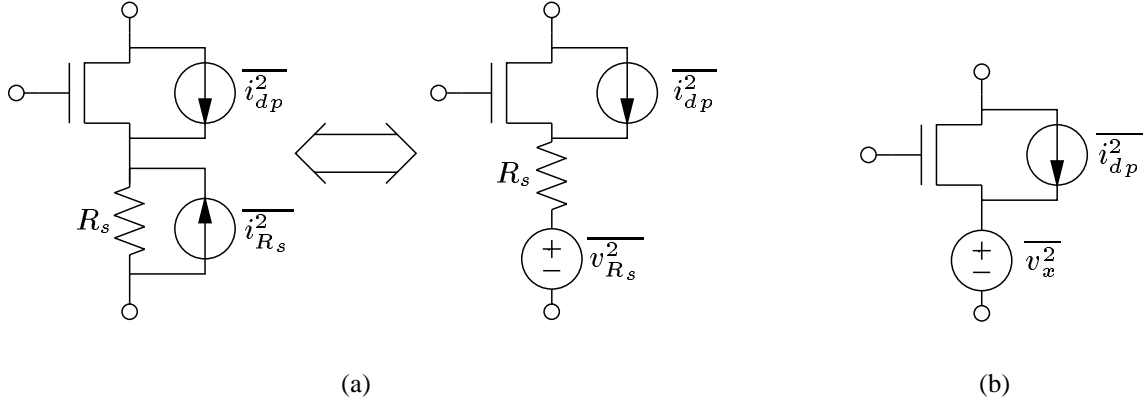 i²dp i²dp
i²dp
Rs i²Rs Rs
+
−
v²Rs
+
−
v²x
(a) (b)